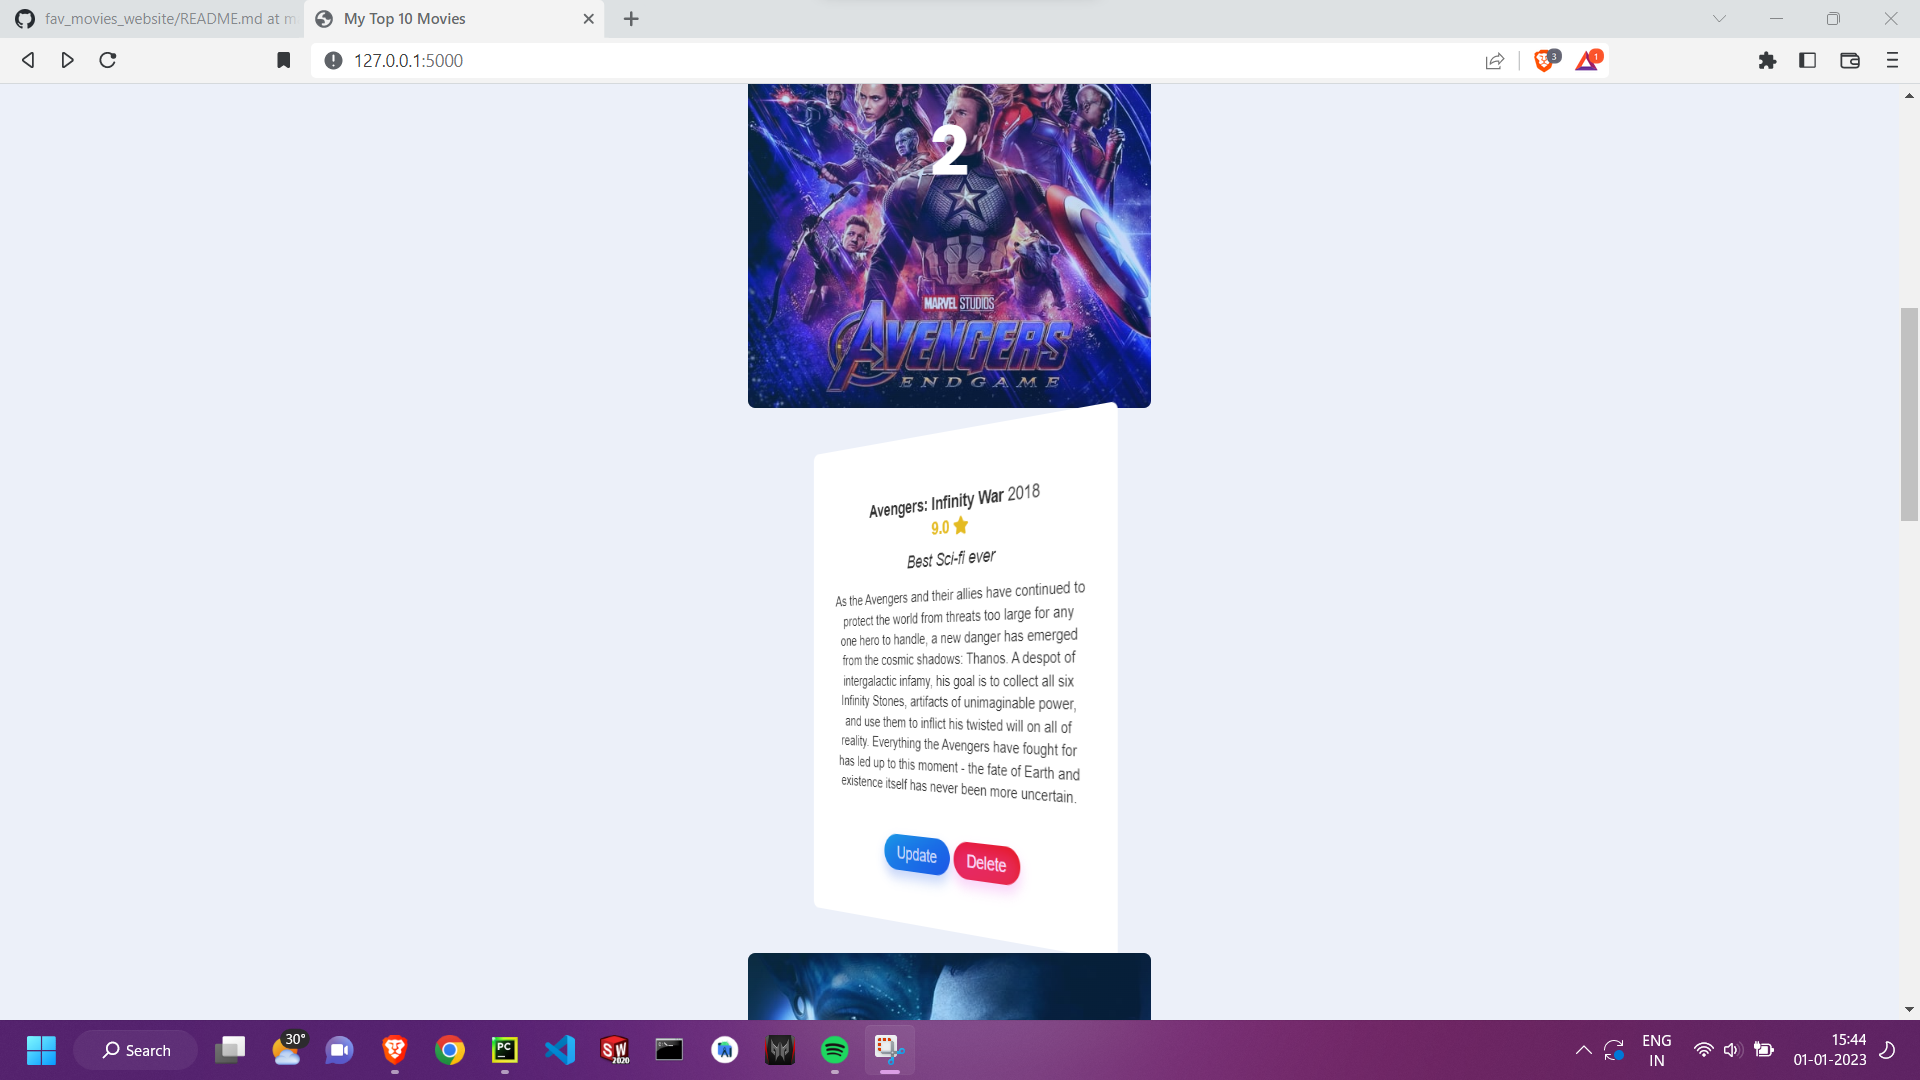 fav_movies_website/README.md at m
My Top 10 Movies
127.0.0.1:5000
3
1
2
MARVEL STUDIOS
AVENGERS
ENDGAME
Avengers: Infinity War 2018
9.0
Best Sci-fi ever
As the Avengers and their allies have continued to
protect the world from threats too large for any
one hero to handle, a new danger has emerged
from the cosmic shadows: Thanos. A despot of
intergalactic infamy, his goal is to collect all six
Infinity Stones, artifacts of unimaginable power,
and use them to inflict his twisted will on all of
reality. Everything the Avengers have fought for
has led up to this moment - the fate of Earth and
existence itself has never been more uncertain.
Update Delete
Search
30°
PC
SW
2020
ENG
IN
15:44
01-01-2023